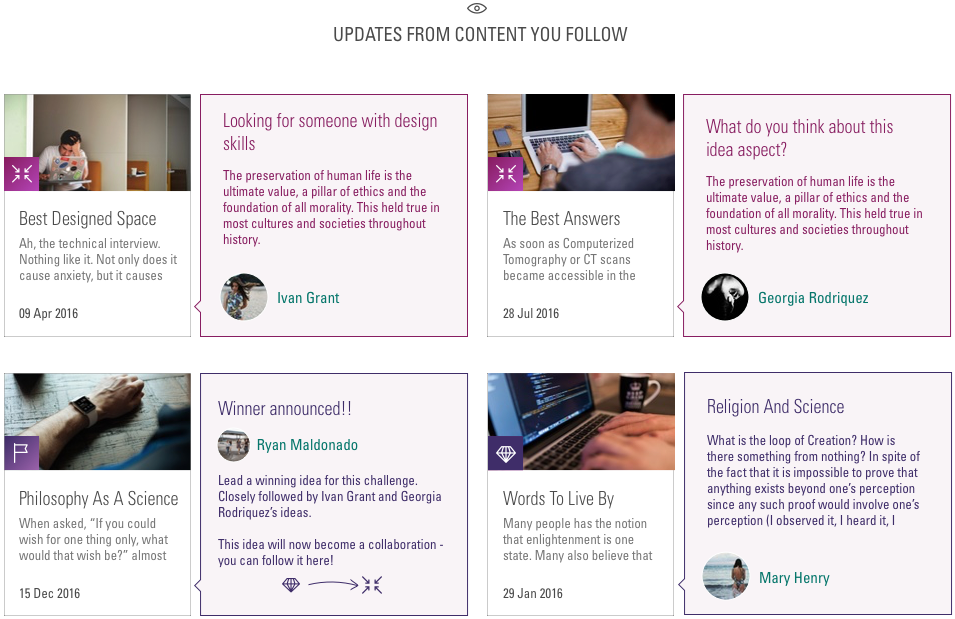 UPDATES FROM CONTENT YOU FOLLOW
Best Designed Space
Ah, the technical interview.
Nothing like it. Not only does it
cause anxiety, but it causes
09 Apr 2016
Looking for someone with design
skills
The preservation of human life is the
ultimate value, a pillar of ethics and the
foundation of all morality. This held true in
most cultures and societies throughout
history.
Ivan Grant
The Best Answers
As soon as Computerized
Tomography or CT scans
became accessible in the
28 Jul 2016
What do you think about this
idea aspect?
The preservation of human life is the
ultimate value, a pillar of ethics and the
foundation of all morality. This held true in
most cultures and societies throughout
history.
Georgia Rodriquez
Philosophy As A Science
When asked, “If you could
wish for one thing only, what
would that wish be?” almost
15 Dec 2016
Winner announced!!
Ryan Maldonado
Lead a winning idea for this challenge.
Closely followed by Ivan Grant and Georgia
Rodriquez’s ideas.
This idea will now become a collaboration -
you can follow it here!
Words To Live By
Many people has the notion
that enlightenment is one
state. Many also believe that
29 Jan 2016
Religion And Science
What is the loop of Creation? How is
there something from nothing? In spite of
the fact that it is impossible to prove that
anything exists beyond one’s perception
since any such proof would involve one’s
perception (I observed it, I heard it, I
Mary Henry